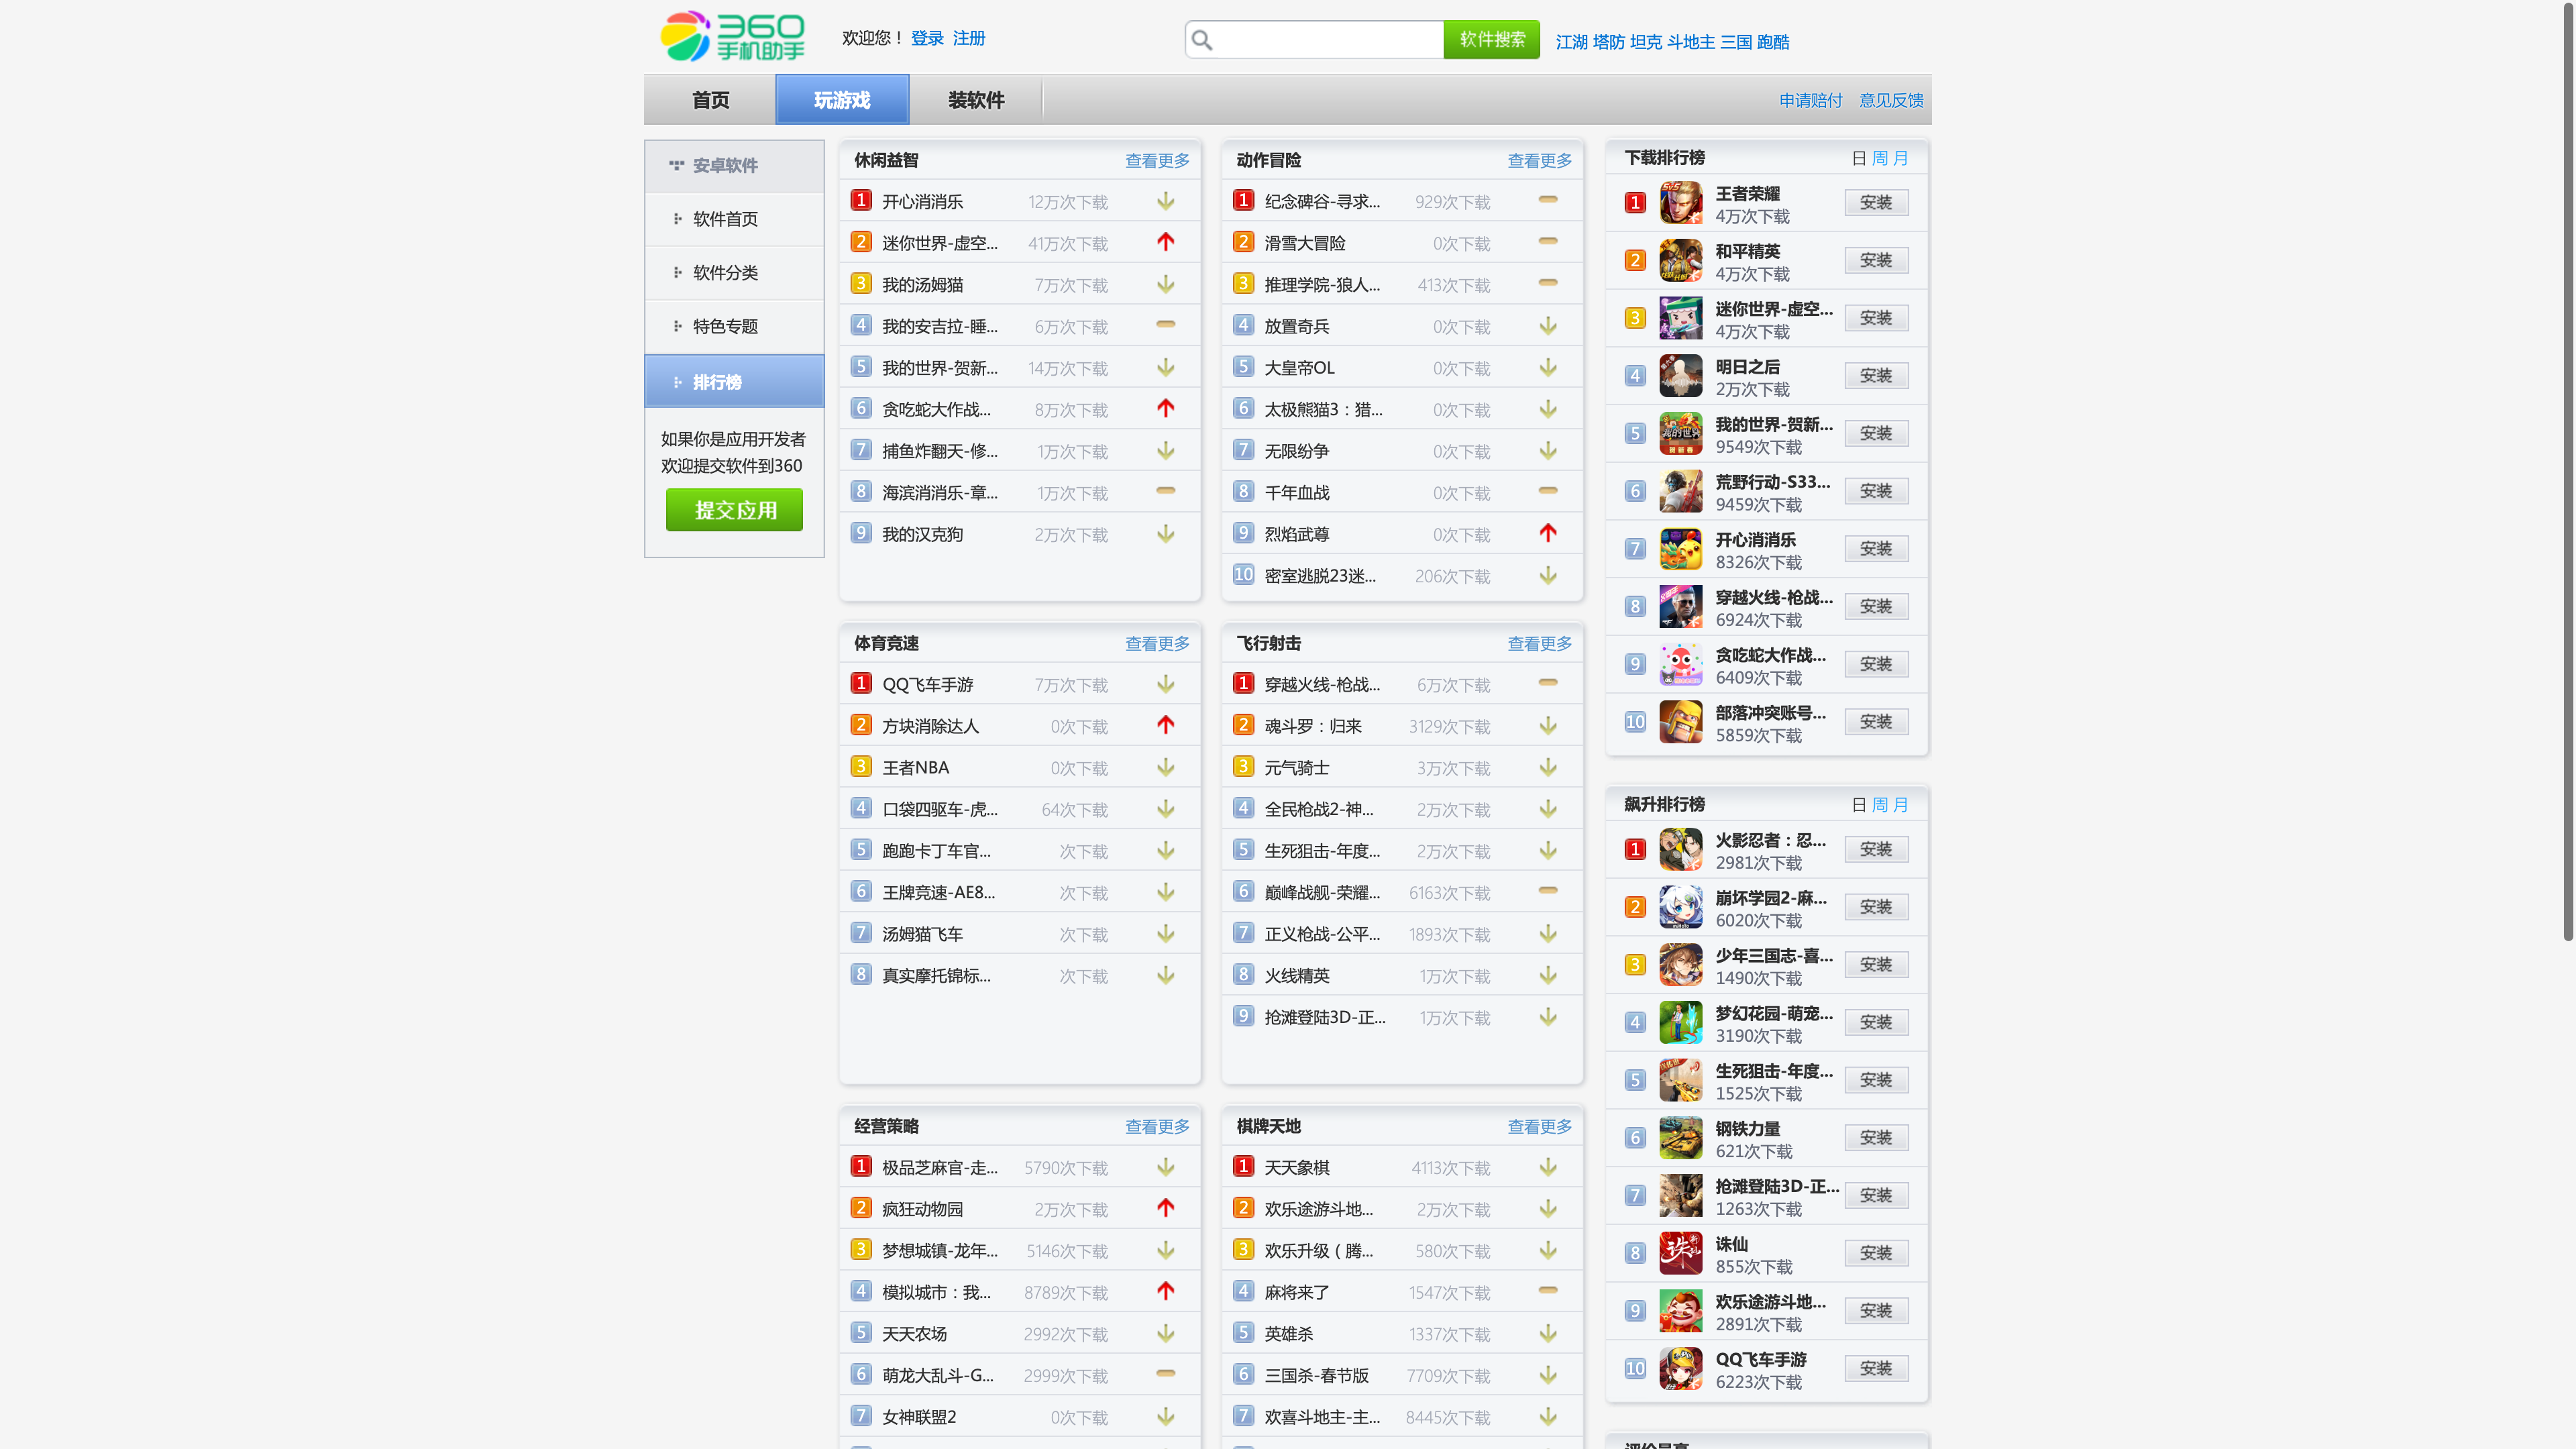 360
手机助手
欢迎您！ 登录 注册
软件搜索
江湖 塔防 坦克 斗地主 三国 跑酷
首页
玩游戏
装软件
申请赔付 意见反馈
安卓软件
软件首页
软件分类
特色专题
排行榜
如果你是应用开发者
欢迎提交软件到360
提交应用
休闲益智 查看更多
1 开心消消乐 12万次下载
2 迷你世界-虚空... 41万次下载
3 我的汤姆猫 7万次下载
4 我的安吉拉-睡... 6万次下载
5 我的世界-贺新... 14万次下载
6 贪吃蛇大作战... 8万次下载
7 捕鱼炸翻天-修... 1万次下载
8 海滨消消乐-章... 1万次下载
9 我的汉克狗 2万次下载
动作冒险 查看更多
1 纪念碑谷-寻求... 929次下载
2 滑雪大冒险 0次下载
3 推理学院-狼人... 413次下载
4 放置奇兵 0次下载
5 大皇帝OL 0次下载
6 太极熊猫3：猎... 0次下载
7 无限纷争 0次下载
8 千年血战 0次下载
9 烈焰武尊 0次下载
10 密室逃脱23迷... 206次下载
体育竞速 查看更多
1 QQ飞车手游 7万次下载
2 方块消除达人 0次下载
3 王者NBA 0次下载
4 口袋四驱车-虎... 64次下载
5 跑跑卡丁车官... 次下载
6 王牌竞速-AE8... 次下载
7 汤姆猫飞车 次下载
8 真实摩托锦标... 次下载
飞行射击 查看更多
1 穿越火线-枪战... 6万次下载
2 魂斗罗：归来 3129次下载
3 元气骑士 3万次下载
4 全民枪战2-神... 2万次下载
5 生死狙击-年度... 2万次下载
6 巅峰战舰-荣耀... 6163次下载
7 正义枪战-公平... 1893次下载
8 火线精英 1万次下载
9 抢滩登陆3D-正... 1万次下载
经营策略 查看更多
1 极品芝麻官-走... 5790次下载
2 疯狂动物园 2万次下载
3 梦想城镇-龙年... 5146次下载
4 模拟城市：我... 8789次下载
5 天天农场 2992次下载
6 萌龙大乱斗-G... 2999次下载
7 女神联盟2 0次下载
棋牌天地 查看更多
1 天天象棋 4113次下载
2 欢乐途游斗地... 2万次下载
3 欢乐升级（腾... 580次下载
4 麻将来了 1547次下载
5 英雄杀 1337次下载
6 三国杀-春节版 7709次下载
7 欢喜斗地主-主... 8445次下载
下载排行榜 日 周 月
1 王者荣耀 安装
4万次下载
2 和平精英 安装
4万次下载
3 迷你世界-虚空... 安装
4万次下载
4 明日之后 安装
2万次下载
5 我的世界-贺新... 安装
9549次下载
6 荒野行动-S33... 安装
9459次下载
7 开心消消乐 安装
8326次下载
8 穿越火线-枪战... 安装
6924次下载
9 贪吃蛇大作战... 安装
6409次下载
10 部落冲突账号... 安装
5859次下载
飙升排行榜 日 周 月
1 火影忍者：忍... 安装
2981次下载
2 崩坏学园2-麻... 安装
6020次下载
3 少年三国志-喜... 安装
1490次下载
4 梦幻花园-萌宠... 安装
3190次下载
5 生死狙击-年度... 安装
1525次下载
6 钢铁力量 安装
621次下载
7 抢滩登陆3D-正... 安装
1263次下载
8 诛仙 安装
855次下载
9 欢乐途游斗地... 安装
2891次下载
10 QQ飞车手游 安装
6223次下载